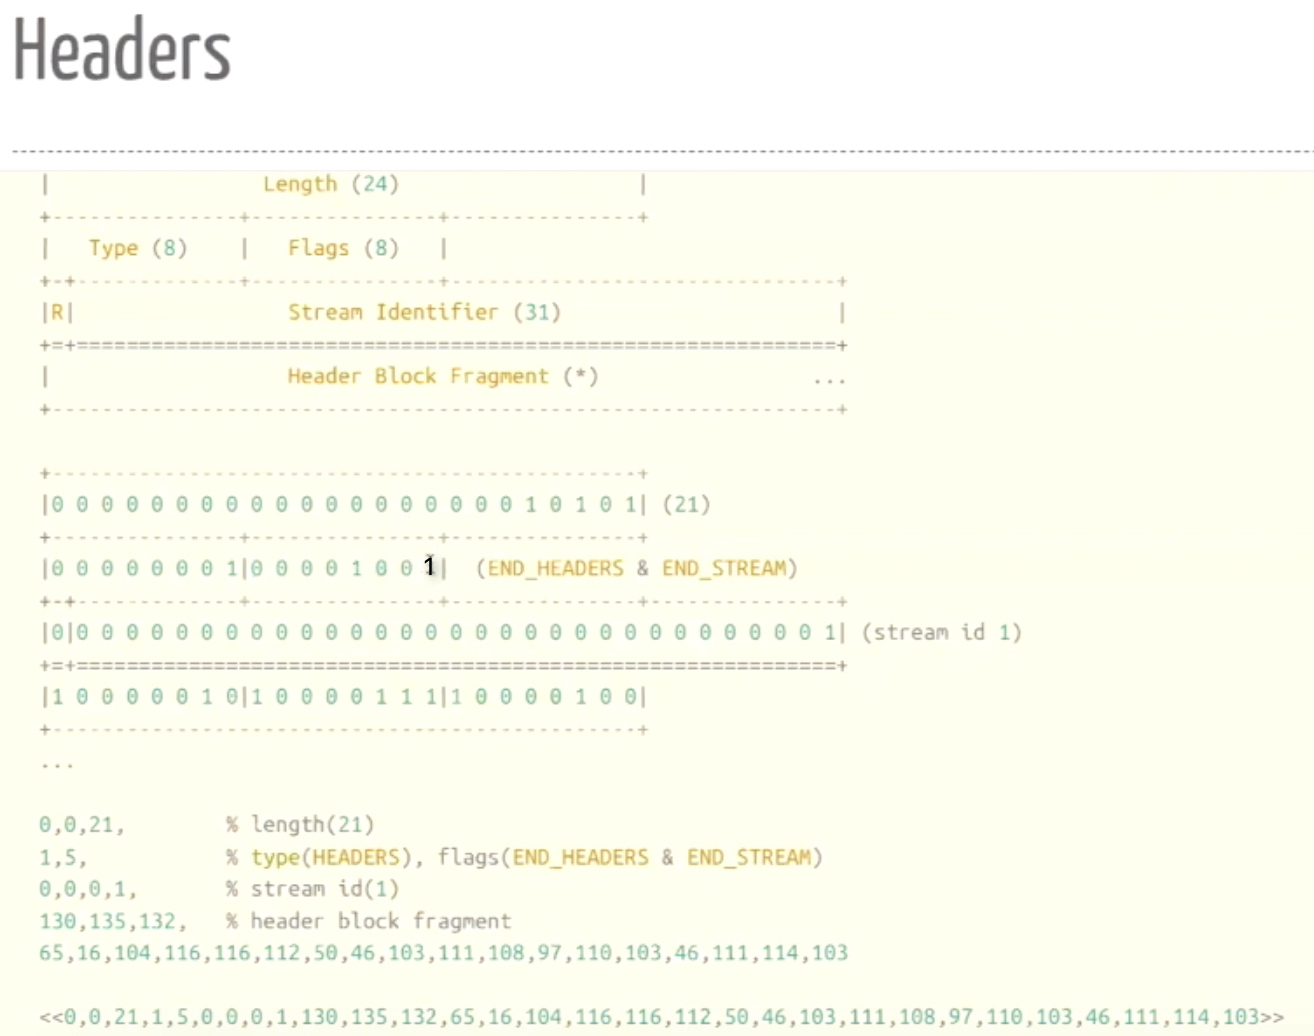 Headers
--------------------------------------------------------------------------------
| Length (24) |
+---------------+---------------+---------------+
| Type (8) | Flags (8) |
+-+-------------+---------------+-------------------------------+
|R| Stream Identifier (31) |
+=+=============================================================+
| Header Block Fragment (*) ...
+---------------------------------------------------------------+
+-----------------------------------------------+
|0 0 0 0 0 0 0 0 0 0 0 0 0 0 0 0 0 0 0 1 0 1 0 1| (21)
+---------------+---------------+---------------+
|0 0 0 0 0 0 0 1|0 0 0 0 1 0 0 1| (END_HEADERS & END_STREAM)
+-+-------------+---------------+---------------+---------------+
|0|0 0 0 0 0 0 0 0 0 0 0 0 0 0 0 0 0 0 0 0 0 0 0 0 0 0 0 0 0 0 1| (stream id 1)
+=+=============================================================+
|1 0 0 0 0 0 1 0|1 0 0 0 0 1 1 1|1 0 0 0 0 1 0 0|
+-----------------------------------------------+
...
0,0,21, % length(21)
1,5, % type(HEADERS), flags(END_HEADERS & END_STREAM)
0,0,0,1, % stream id(1)
130,135,132, % header block fragment
65,16,104,116,116,112,50,46,103,111,108,97,110,103,46,111,114,103
<<0,0,21,1,5,0,0,0,1,130,135,132,65,16,104,116,116,112,50,46,103,111,108,97,110,103,46,111,114,103>>